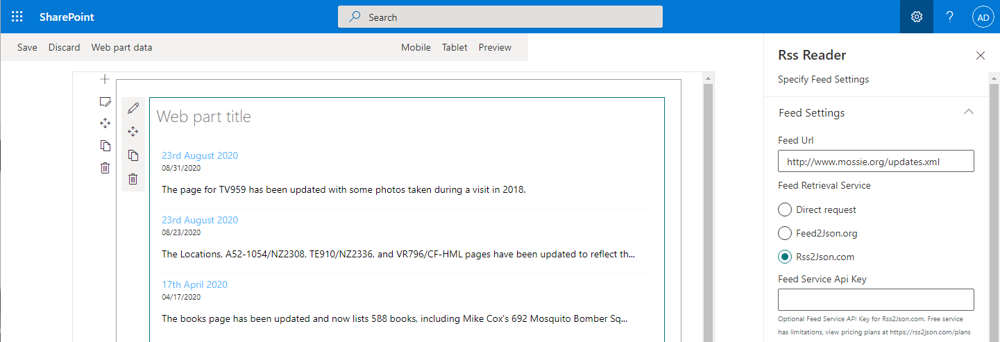 SharePoint
Search
?
AD
Save Discard Web part data
Mobile Tablet Preview
Web part title
23rd August 2020
08/31/2020
The page for TV959 has been updated with some photos taken during a visit in 2018.
23rd August 2020
08/23/2020
The Locations, A52-1054/NZ2308, TE910/NZ2336, and VR796/CF-HML pages have been updated to reflect th...
17th April 2020
04/17/2020
The books page has been updated and now lists 588 books, including Mike Cox's 692 Mosquito Bomber Sq...
Rss Reader
Specify Feed Settings
Feed Settings
Feed Url
http://www.mossie.org/updates.xml
Feed Retrieval Service
Direct request
Feed2Json.org
Rss2Json.com
Feed Service Api Key
Optional Feed Service API Key for Rss2Json.com. Free service
has limitations, view pricing plans at https://rss2json.com/plans